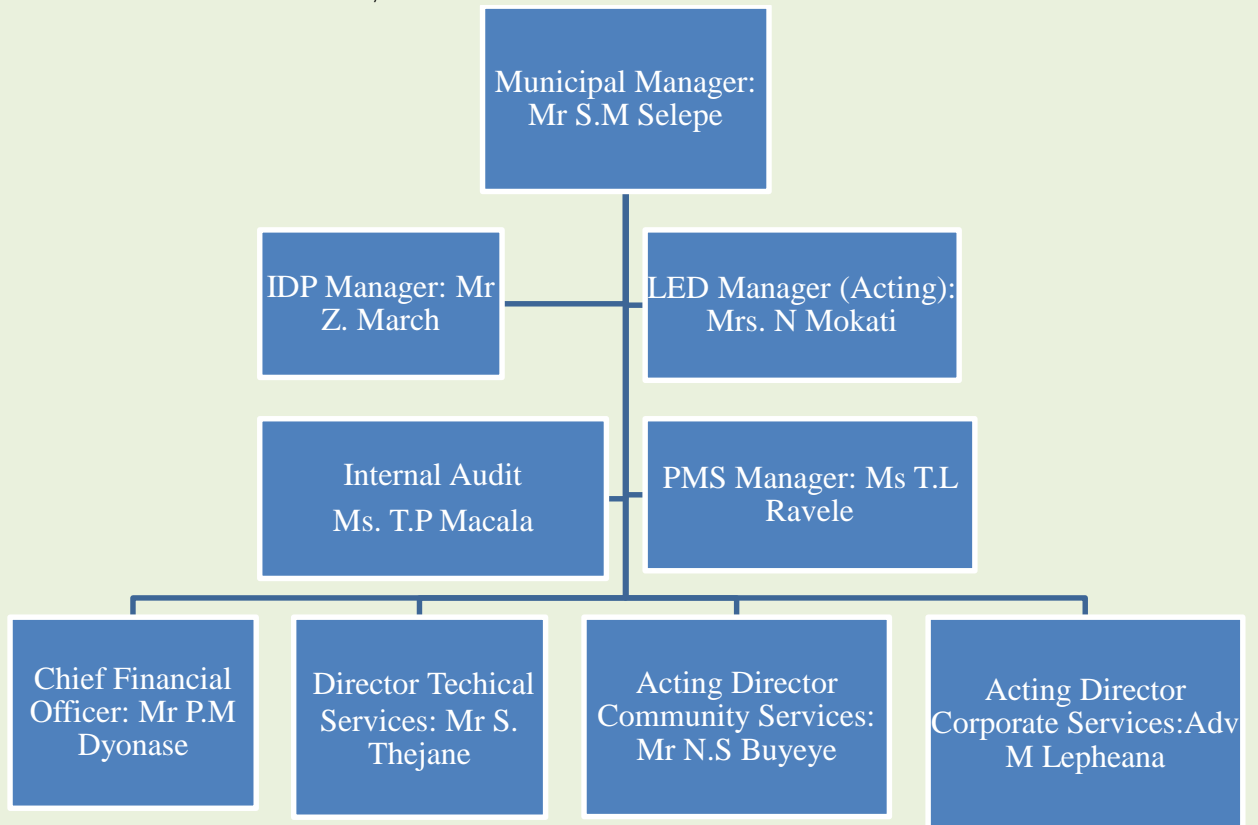 Municipal Manager:
Mr S.M Selepe
IDP Manager: Mr
Z. March
LED Manager (Acting):
Mrs. N Mokati
Internal Audit
Ms. T.P Macala
PMS Manager: Ms T.L
Ravele
Chief Financial
Officer: Mr P.M
Dyonase
Director Techical
Services: Mr S.
Thejane
Acting Director
Community Services:
Mr N.S Buyeye
Acting Director
Corporate Services:Adv
M Lepheana